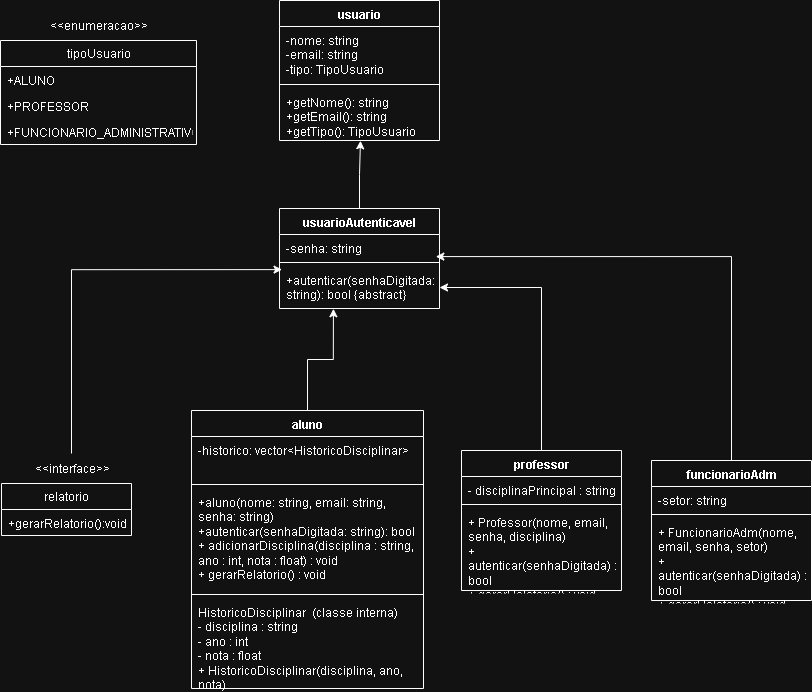 <<enumeracao>>
tipoUsuario
+ALUNO
+PROFESSOR
+FUNCIONARIO_ADMINISTRATIV
usuario
-nome: string
-email: string
-tipo: TipoUsuario
+getNome(): string
+getEmail(): string
+getTipo(): TipoUsuario
usuarioAutenticavel
-senha: string
+autenticar(senhaDigitada:
string): bool {abstract}
<<interface>>
relatorio
+gerarRelatorio():void
aluno
-historico: vector<HistoricoDisciplinar>
+aluno(nome: string, email: string,
senha: string)
+autenticar(senhaDigitada: string): bool
+ adicionarDisciplina(disciplina : string,
ano : int, nota : float) : void
+ gerarRelatorio() : void
HistoricoDisciplinar (classe interna)
- disciplina : string
- ano : int
- nota : float
+ HistoricoDisciplinar(disciplina, ano,
nota)
professor
- disciplinaPrincipal : string
+ Professor(nome, email,
senha, disciplina)
+
autenticar(senhaDigitada) :
bool
+ gerarRelatorio() : void
funcionarioAdm
-setor: string
+ FuncionarioAdm(nome,
email, senha, setor)
+
autenticar(senhaDigitada) :
bool
+ gerarRelatorio() : void